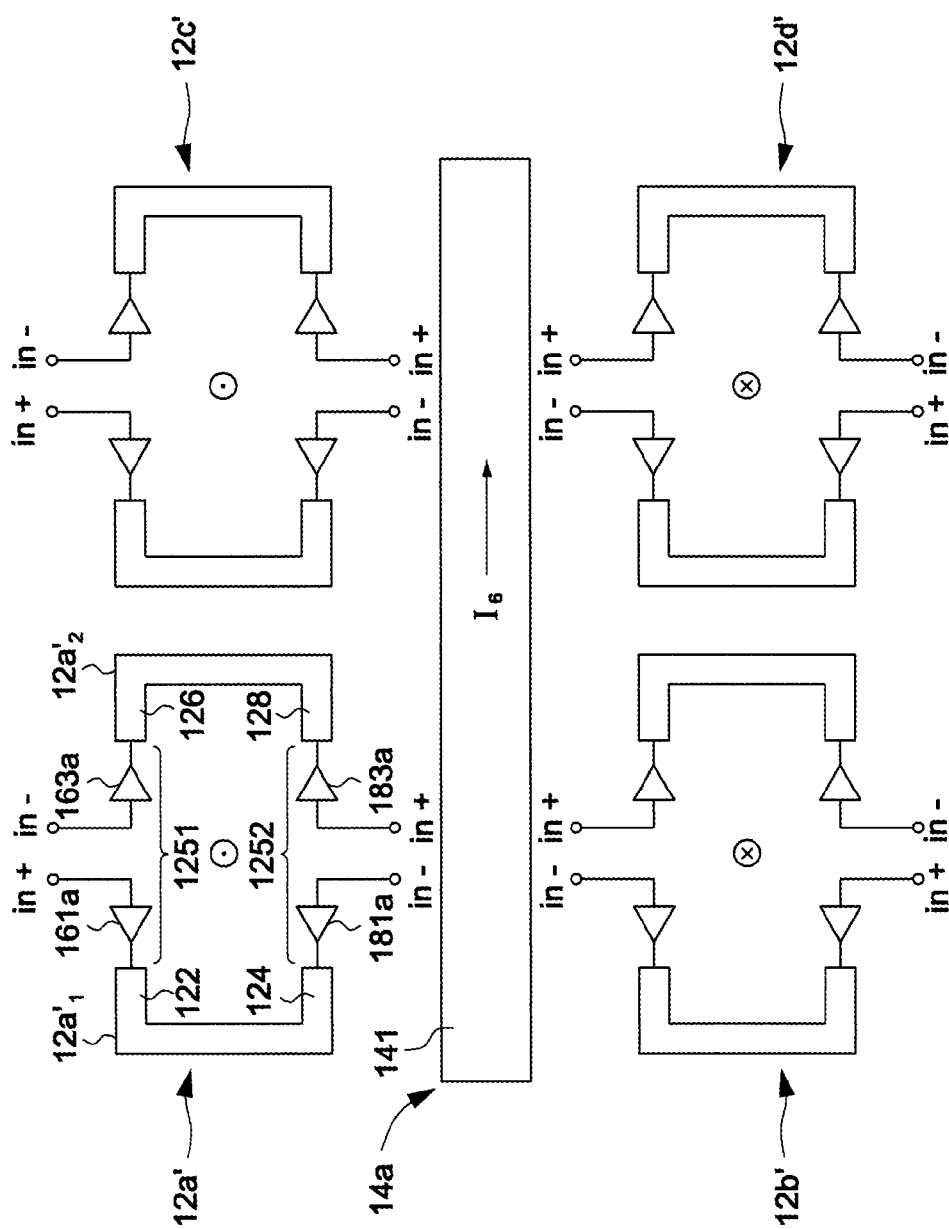 in + in - in + in -
12a'₁ 161a 163a 12a'₂
122 1251 126
12a' 12c'
124 1252 128
181a 183a
in - in + in - in +
141 I₆
14a
in - in + in - in +
12b' 12d'
in + in - in + in -